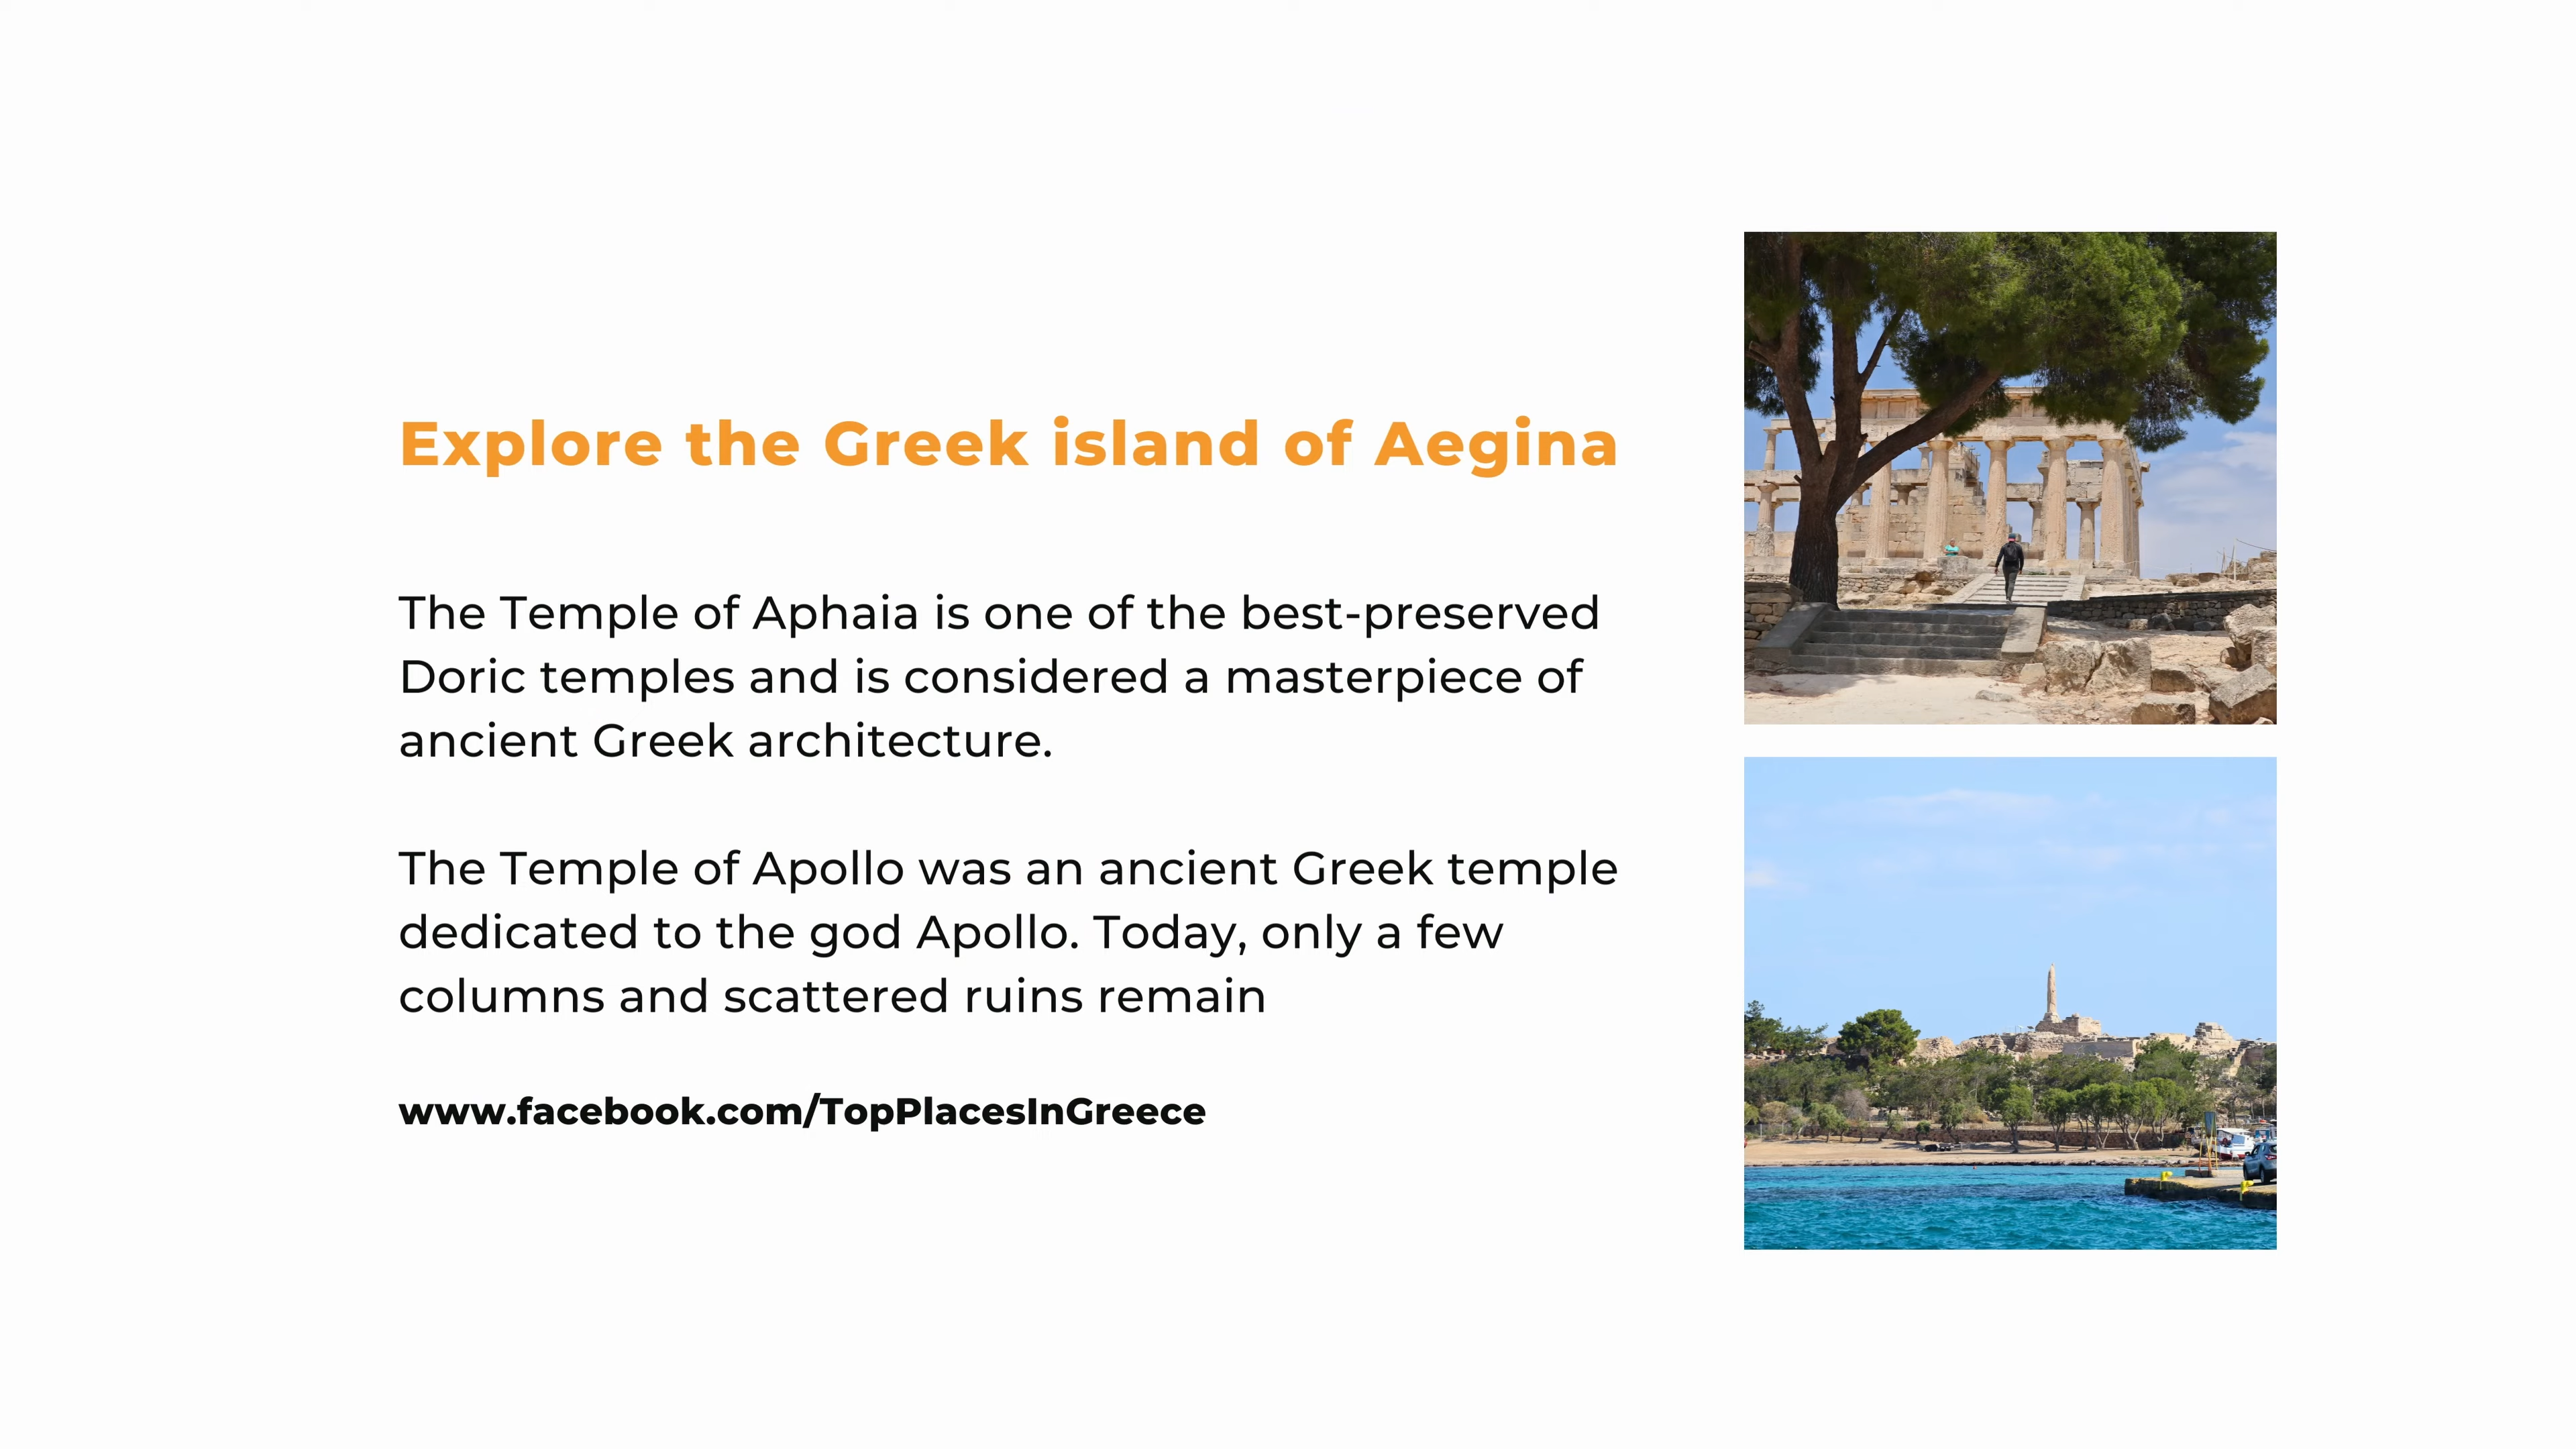 Explore the Greek island of Aegina
The Temple of Aphaia is one of the best-preserved
Doric temples and is considered a masterpiece of
ancient Greek architecture.
The Temple of Apollo was an ancient Greek temple
dedicated to the god Apollo. Today, only a few
columns and scattered ruins remain
www.facebook.com/TopPlacesInGreece